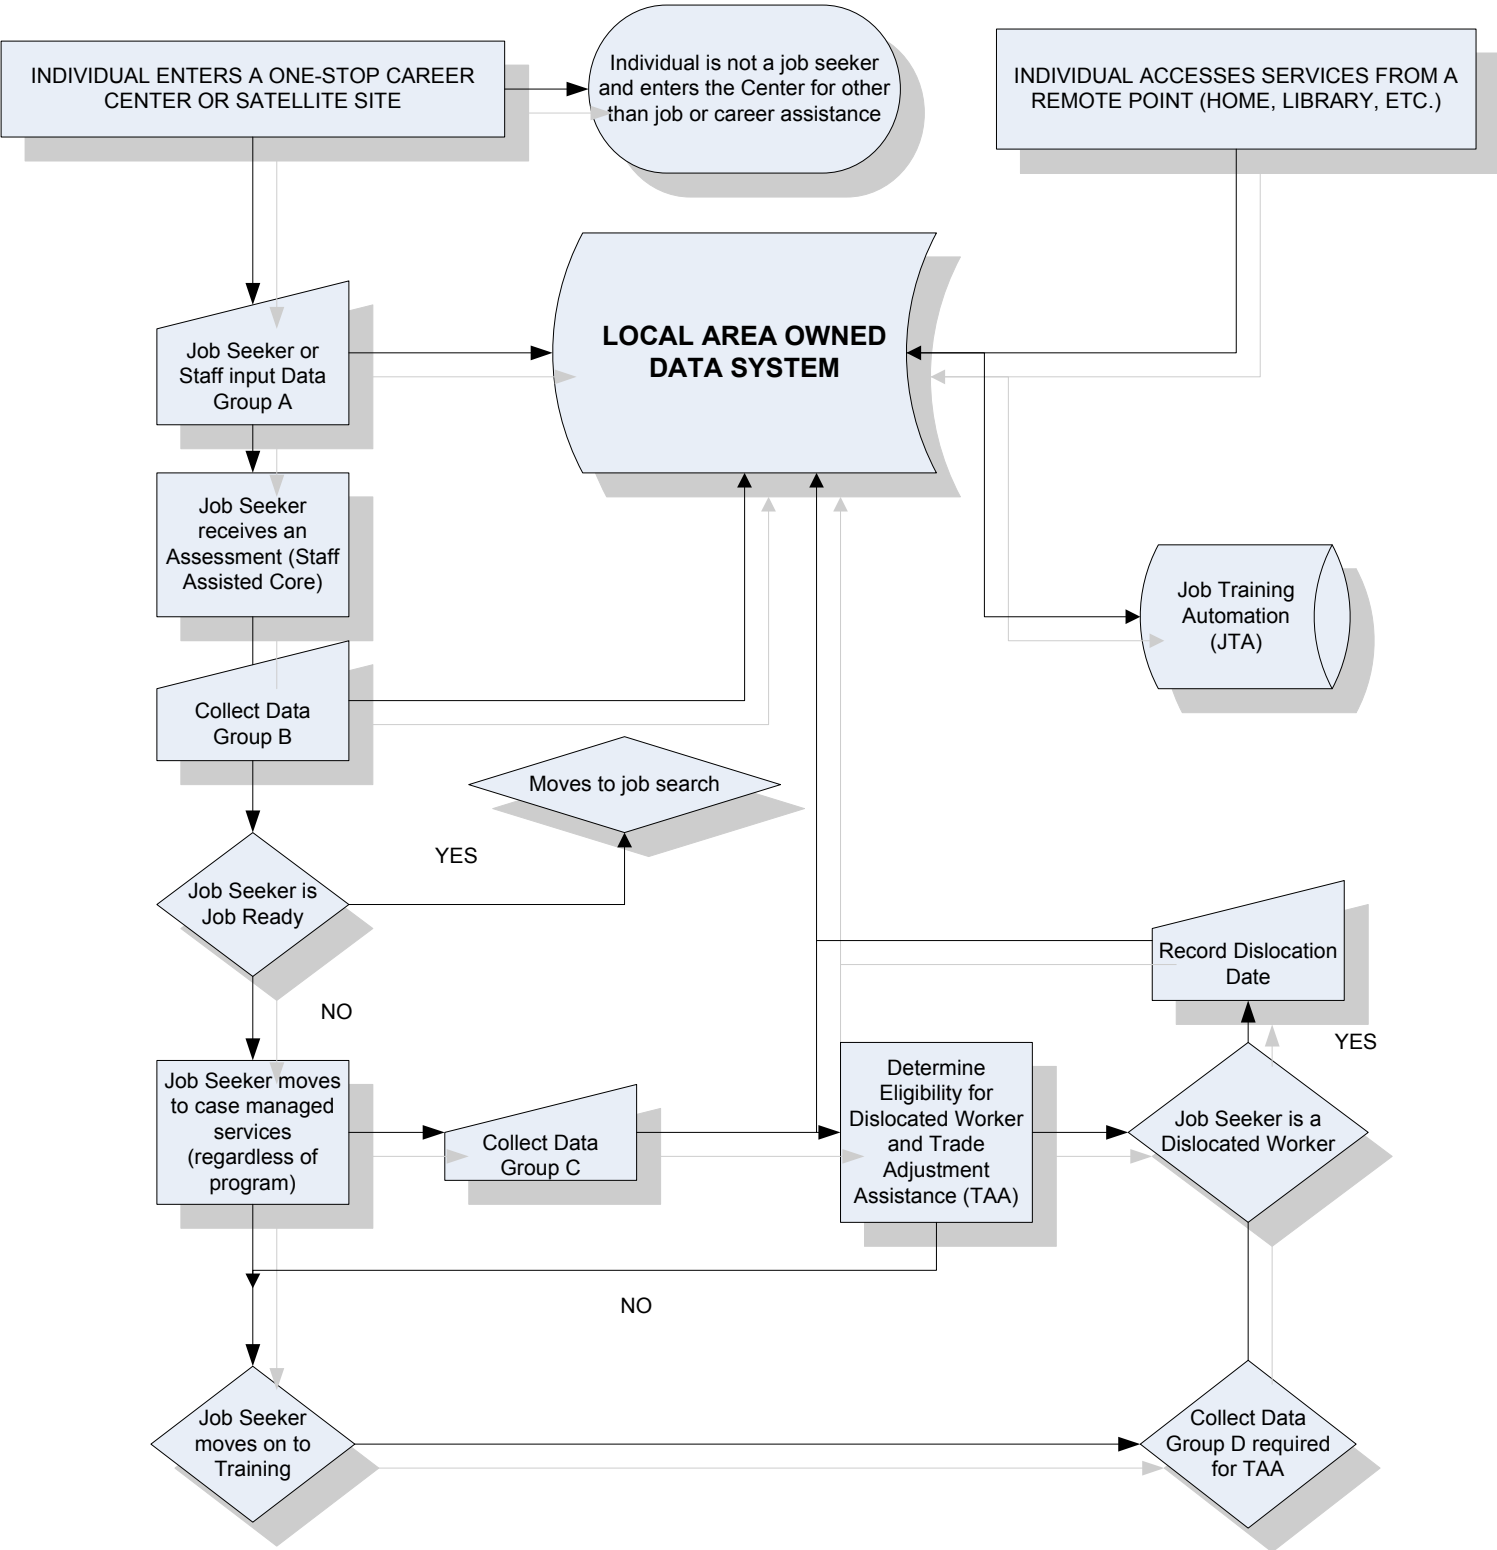 INDIVIDUAL ENTERS A ONE-STOP CAREER
CENTER OR SATELLITE SITE
Individual is not a job seeker
and enters the Center for other
than job or career assistance
INDIVIDUAL ACCESSES SERVICES FROM A
REMOTE POINT (HOME, LIBRARY, ETC.)
LOCAL AREA OWNED
DATA SYSTEM
Job Seeker or
Staff input Data
Group A
Job Seeker
receives an
Assessment (Staff
Assisted Core)
Job Training
Automation
(JTA)
Collect Data
Group B
Moves to job search
YES
Job Seeker is
Job Ready
NO
Record Dislocation
Date
YES
Job Seeker moves
to case managed
services
(regardless of
program)
Collect Data
Group C
Determine
Eligibility for
Dislocated Worker
and Trade
Adjustment
Assistance (TAA)
Job Seeker is a
Dislocated Worker
NO
Job Seeker
moves on to
Training
Collect Data
Group D required
for TAA